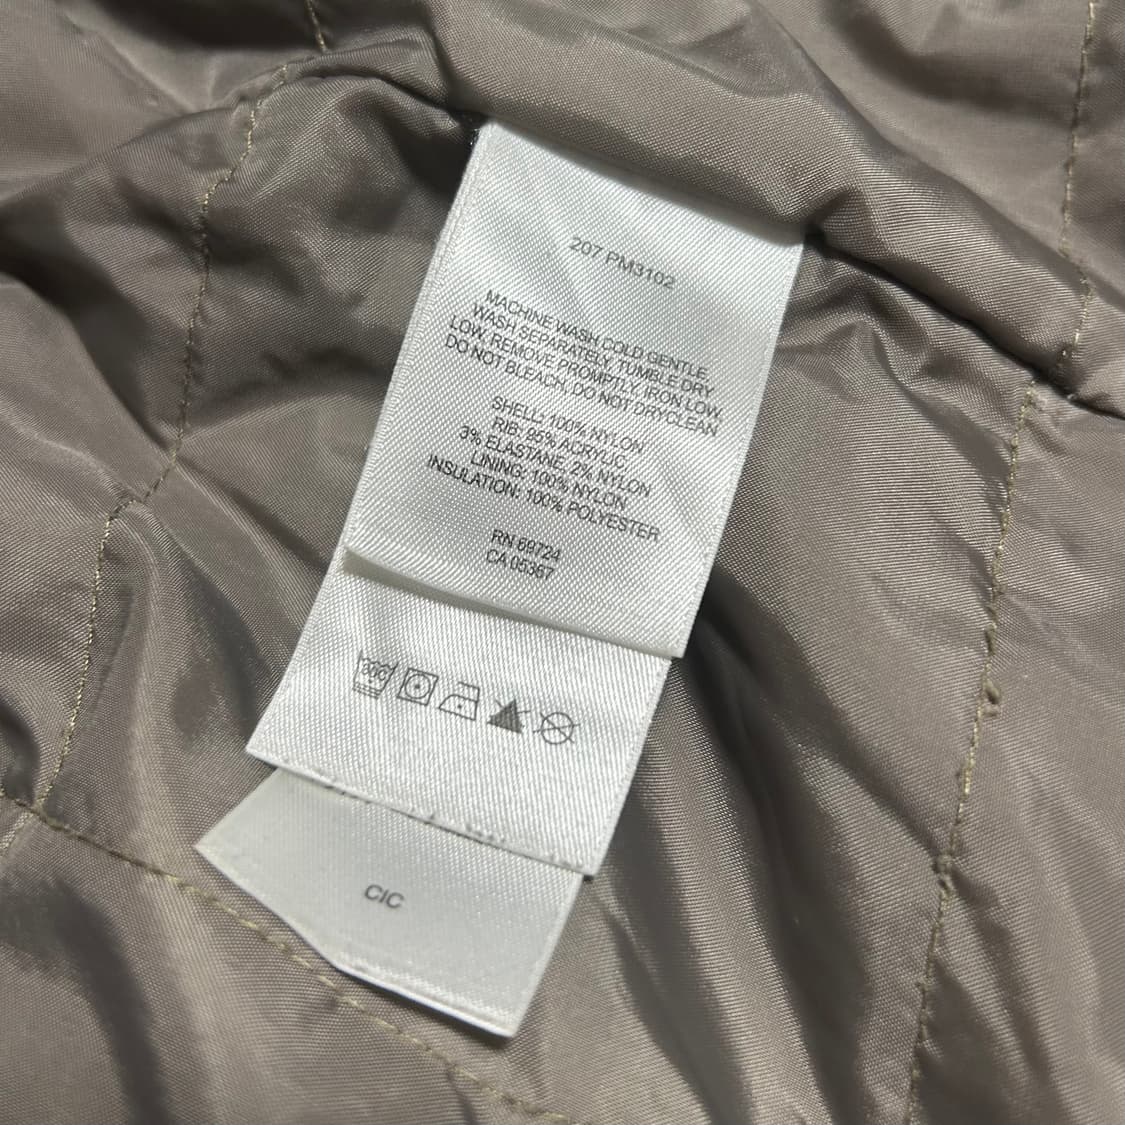 207 PM3102
MACHINE WASH COLD GENTLE,
WASH SEPARATELY, TUMBLE DRY
LOW, REMOVE PROMPTLY, IRON LOW,
DO NOT BLEACH, DO NOT DRYCLEAN
SHELL: 100% NYLON
RIB: 95% ACRYLIC,
3% ELASTANE, 2% NYLON
LINING: 100% NYLON
INSULATION: 100% POLYESTER
RN 69724
CA 05367
30C
CIC